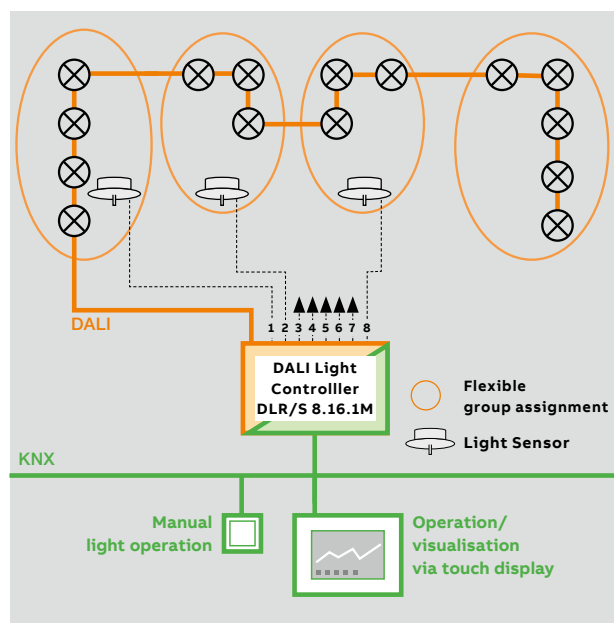 DALI
1 2 3 4 5 6 7 8
DALI Light
Controlller
DLR/S 8.16.1M
Flexible
group assignment
Light Sensor
KNX
Manual
light operation
Operation/
visualisation
via touch display